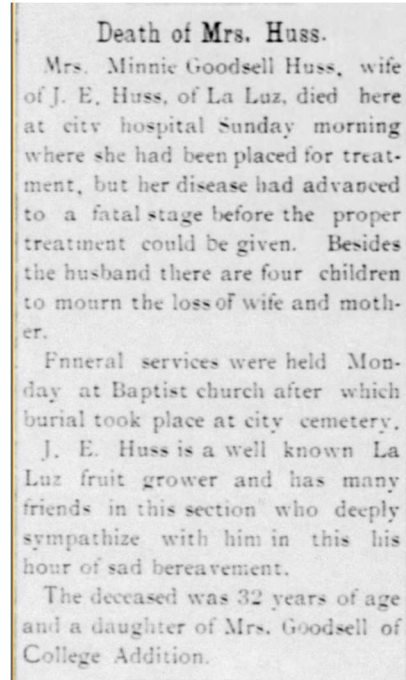 Death of Mrs. Huss.
Mrs. Minnie Goodsell Huss, wife
of J. E. Huss, of La Luz, died here
at city hospital Sunday morning
where she had been placed for treat-
ment, but her disease had advanced
to a fatal stage before the proper
treatment could be given. Besides
the husband there are four children
to mourn the loss of wife and moth-
er.
Fnneral services were held Mon-
day at Baptist church after which
burial took place at city cemetery.
J. E. Huss is a well known La
Luz fruit grower and has many
friends in this section who deeply
sympathize with him in this his
hour of sad bereavement.
The deceased was 32 years of age
and a daughter of Mrs. Goodsell of
College Addition.